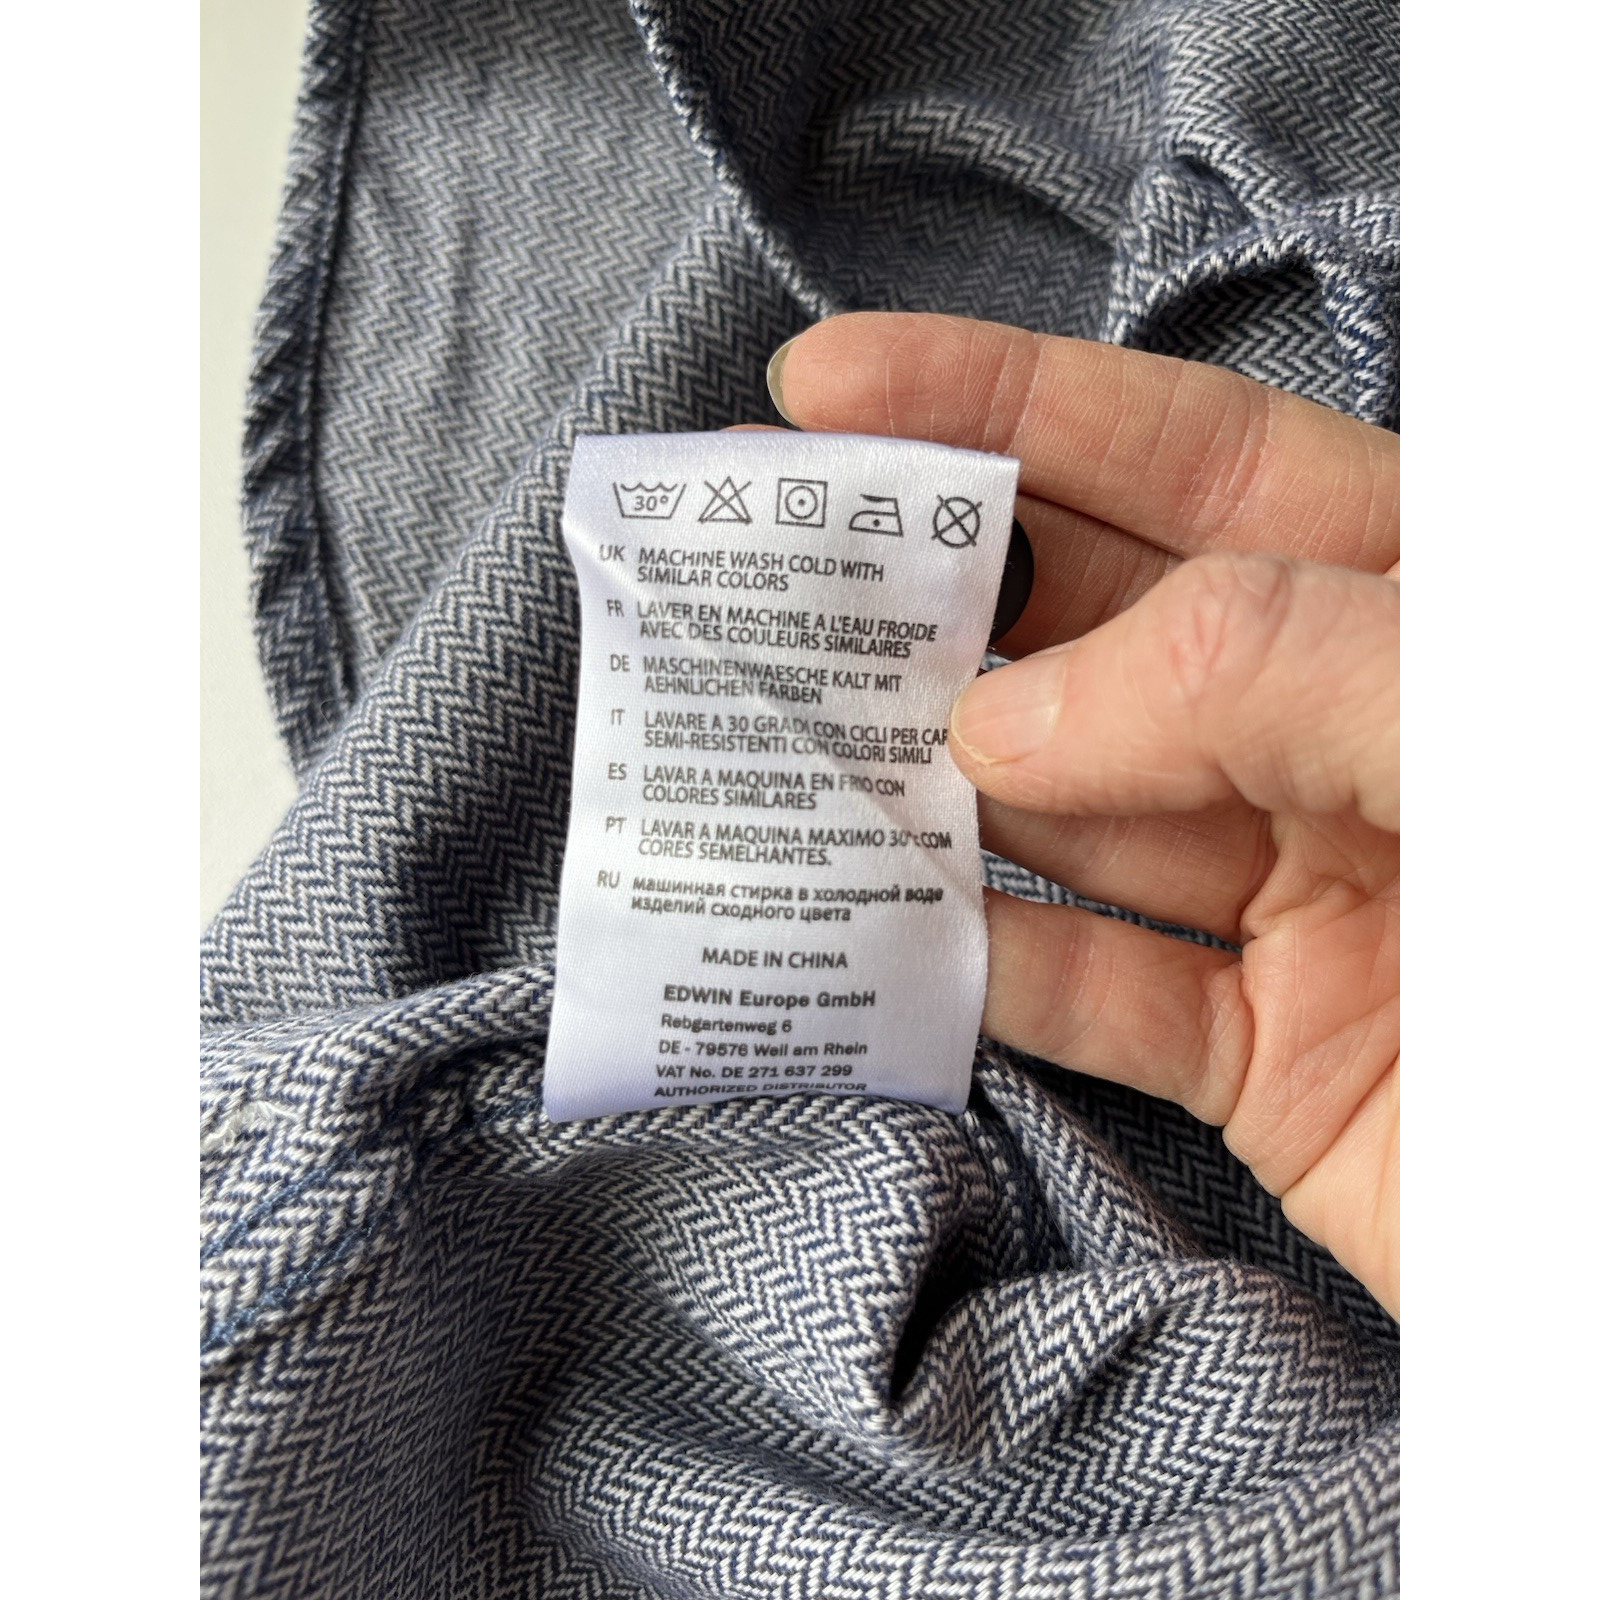 30°
UK MACHINE WASH COLD WITH
SIMILAR COLORS
FR LAVER EN MACHINE A L'EAU FROIDE
AVEC DES COULEURS SIMILAIRES
DE MASCHINENWAESCHE KALT MIT
AEHNLICHEN FARBEN
IT LAVARE A 30 GRADI CON CICLI PER CAP
SEMI-RESISTENTI CON COLORI SIMILI
ES LAVAR A MAQUINA EN FRIO CON
COLORES SIMILARES
PT LAVAR A MAQUINA MAXIMO 30°c COM
CORES SEMELHANTES.
RU машинная стирка в холодной воде
изделий сходного цвета
MADE IN CHINA
EDWIN Europe GmbH
Rebgartenweg 6
DE - 79576 Weil am Rhein
VAT No. DE 271 637 299
AUTHORIZED DISTRIBUTOR